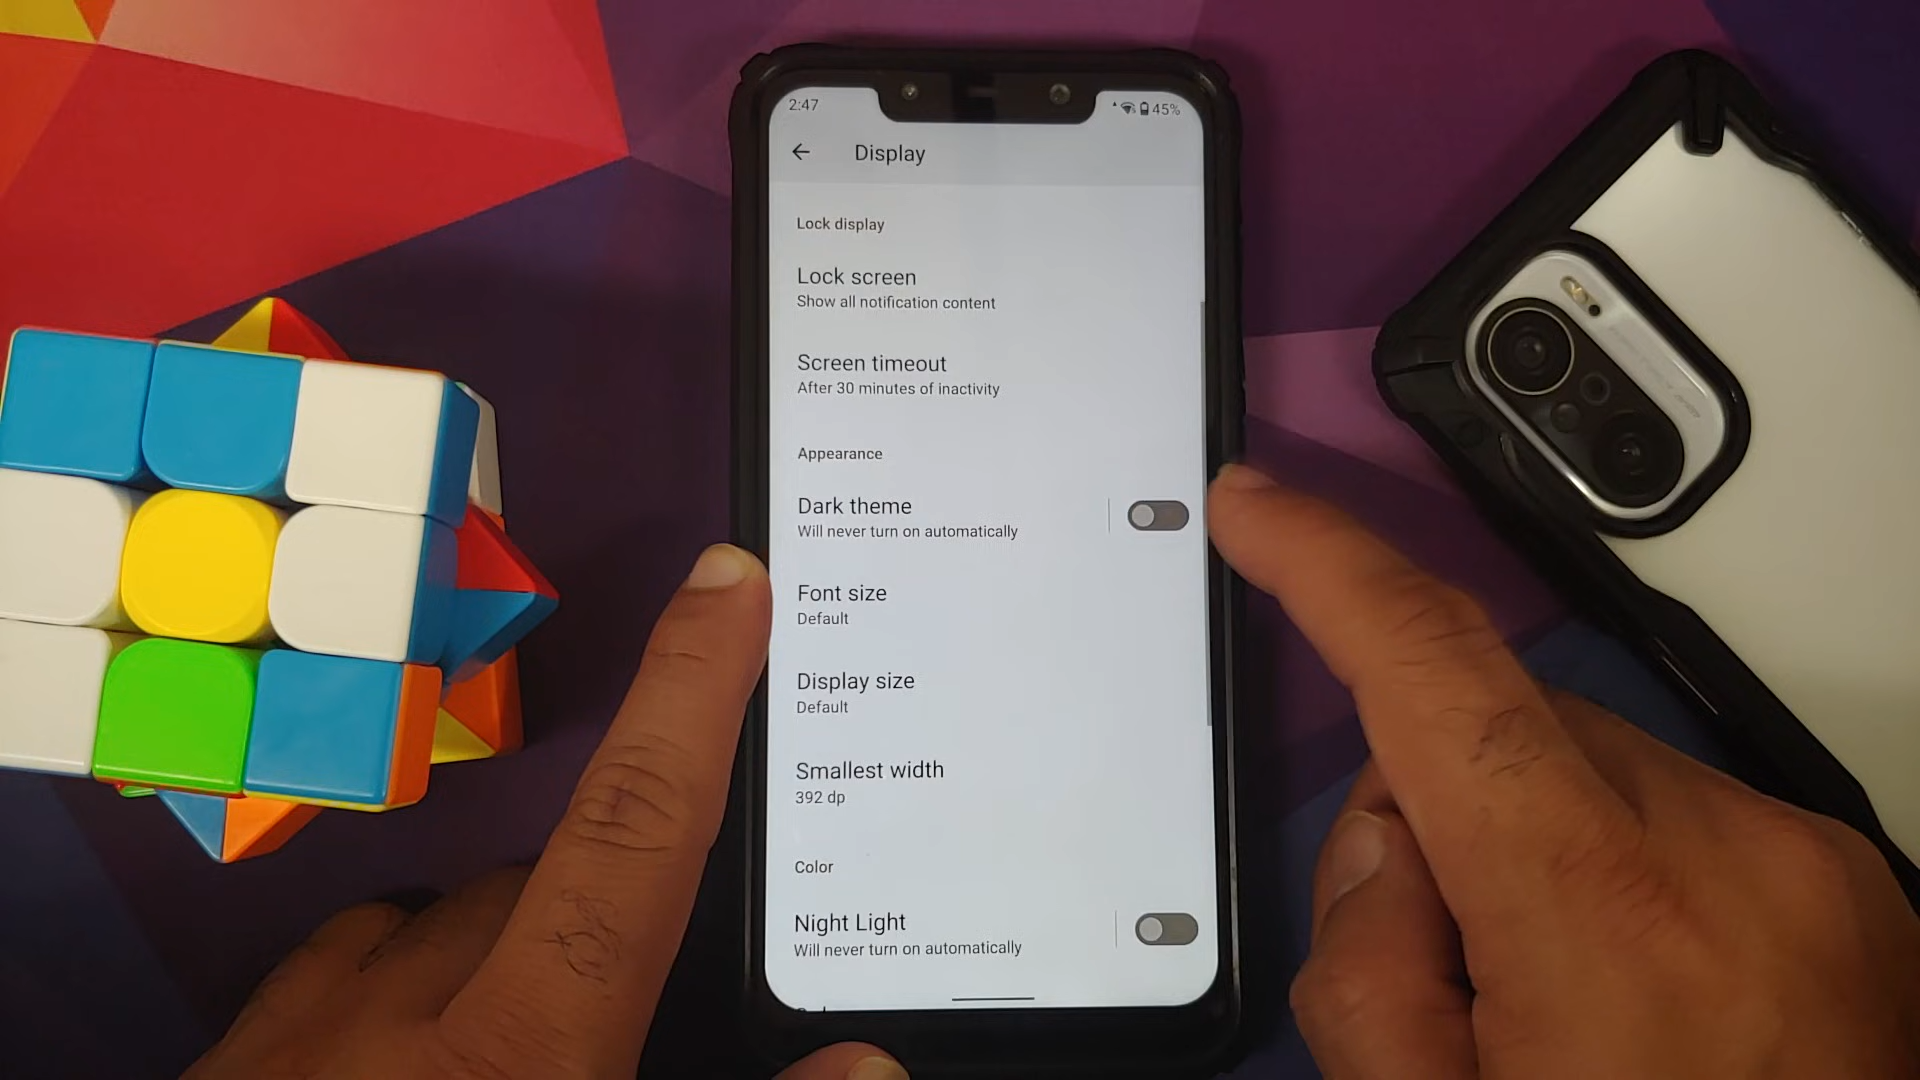 2:47
45%
Display
Lock display
Lock screen
Show all notification content
Screen timeout
After 30 minutes of inactivity
Appearance
Dark theme
Will never turn on automatically
Font size
Default
Display size
Default
Smallest width
392 dp
Color
Night Light
Will never turn on automatically